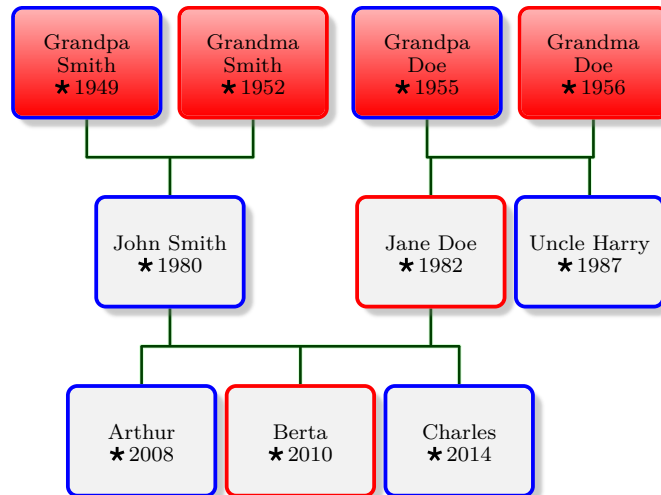 Grandpa
Smith
★1949
Grandma
Smith
★1952
Grandpa
Doe
★1955
Grandma
Doe
★1956
John Smith
★1980
Jane Doe
★1982
Uncle Harry
★1987
Arthur
★2008
Berta
★2010
Charles
★2014